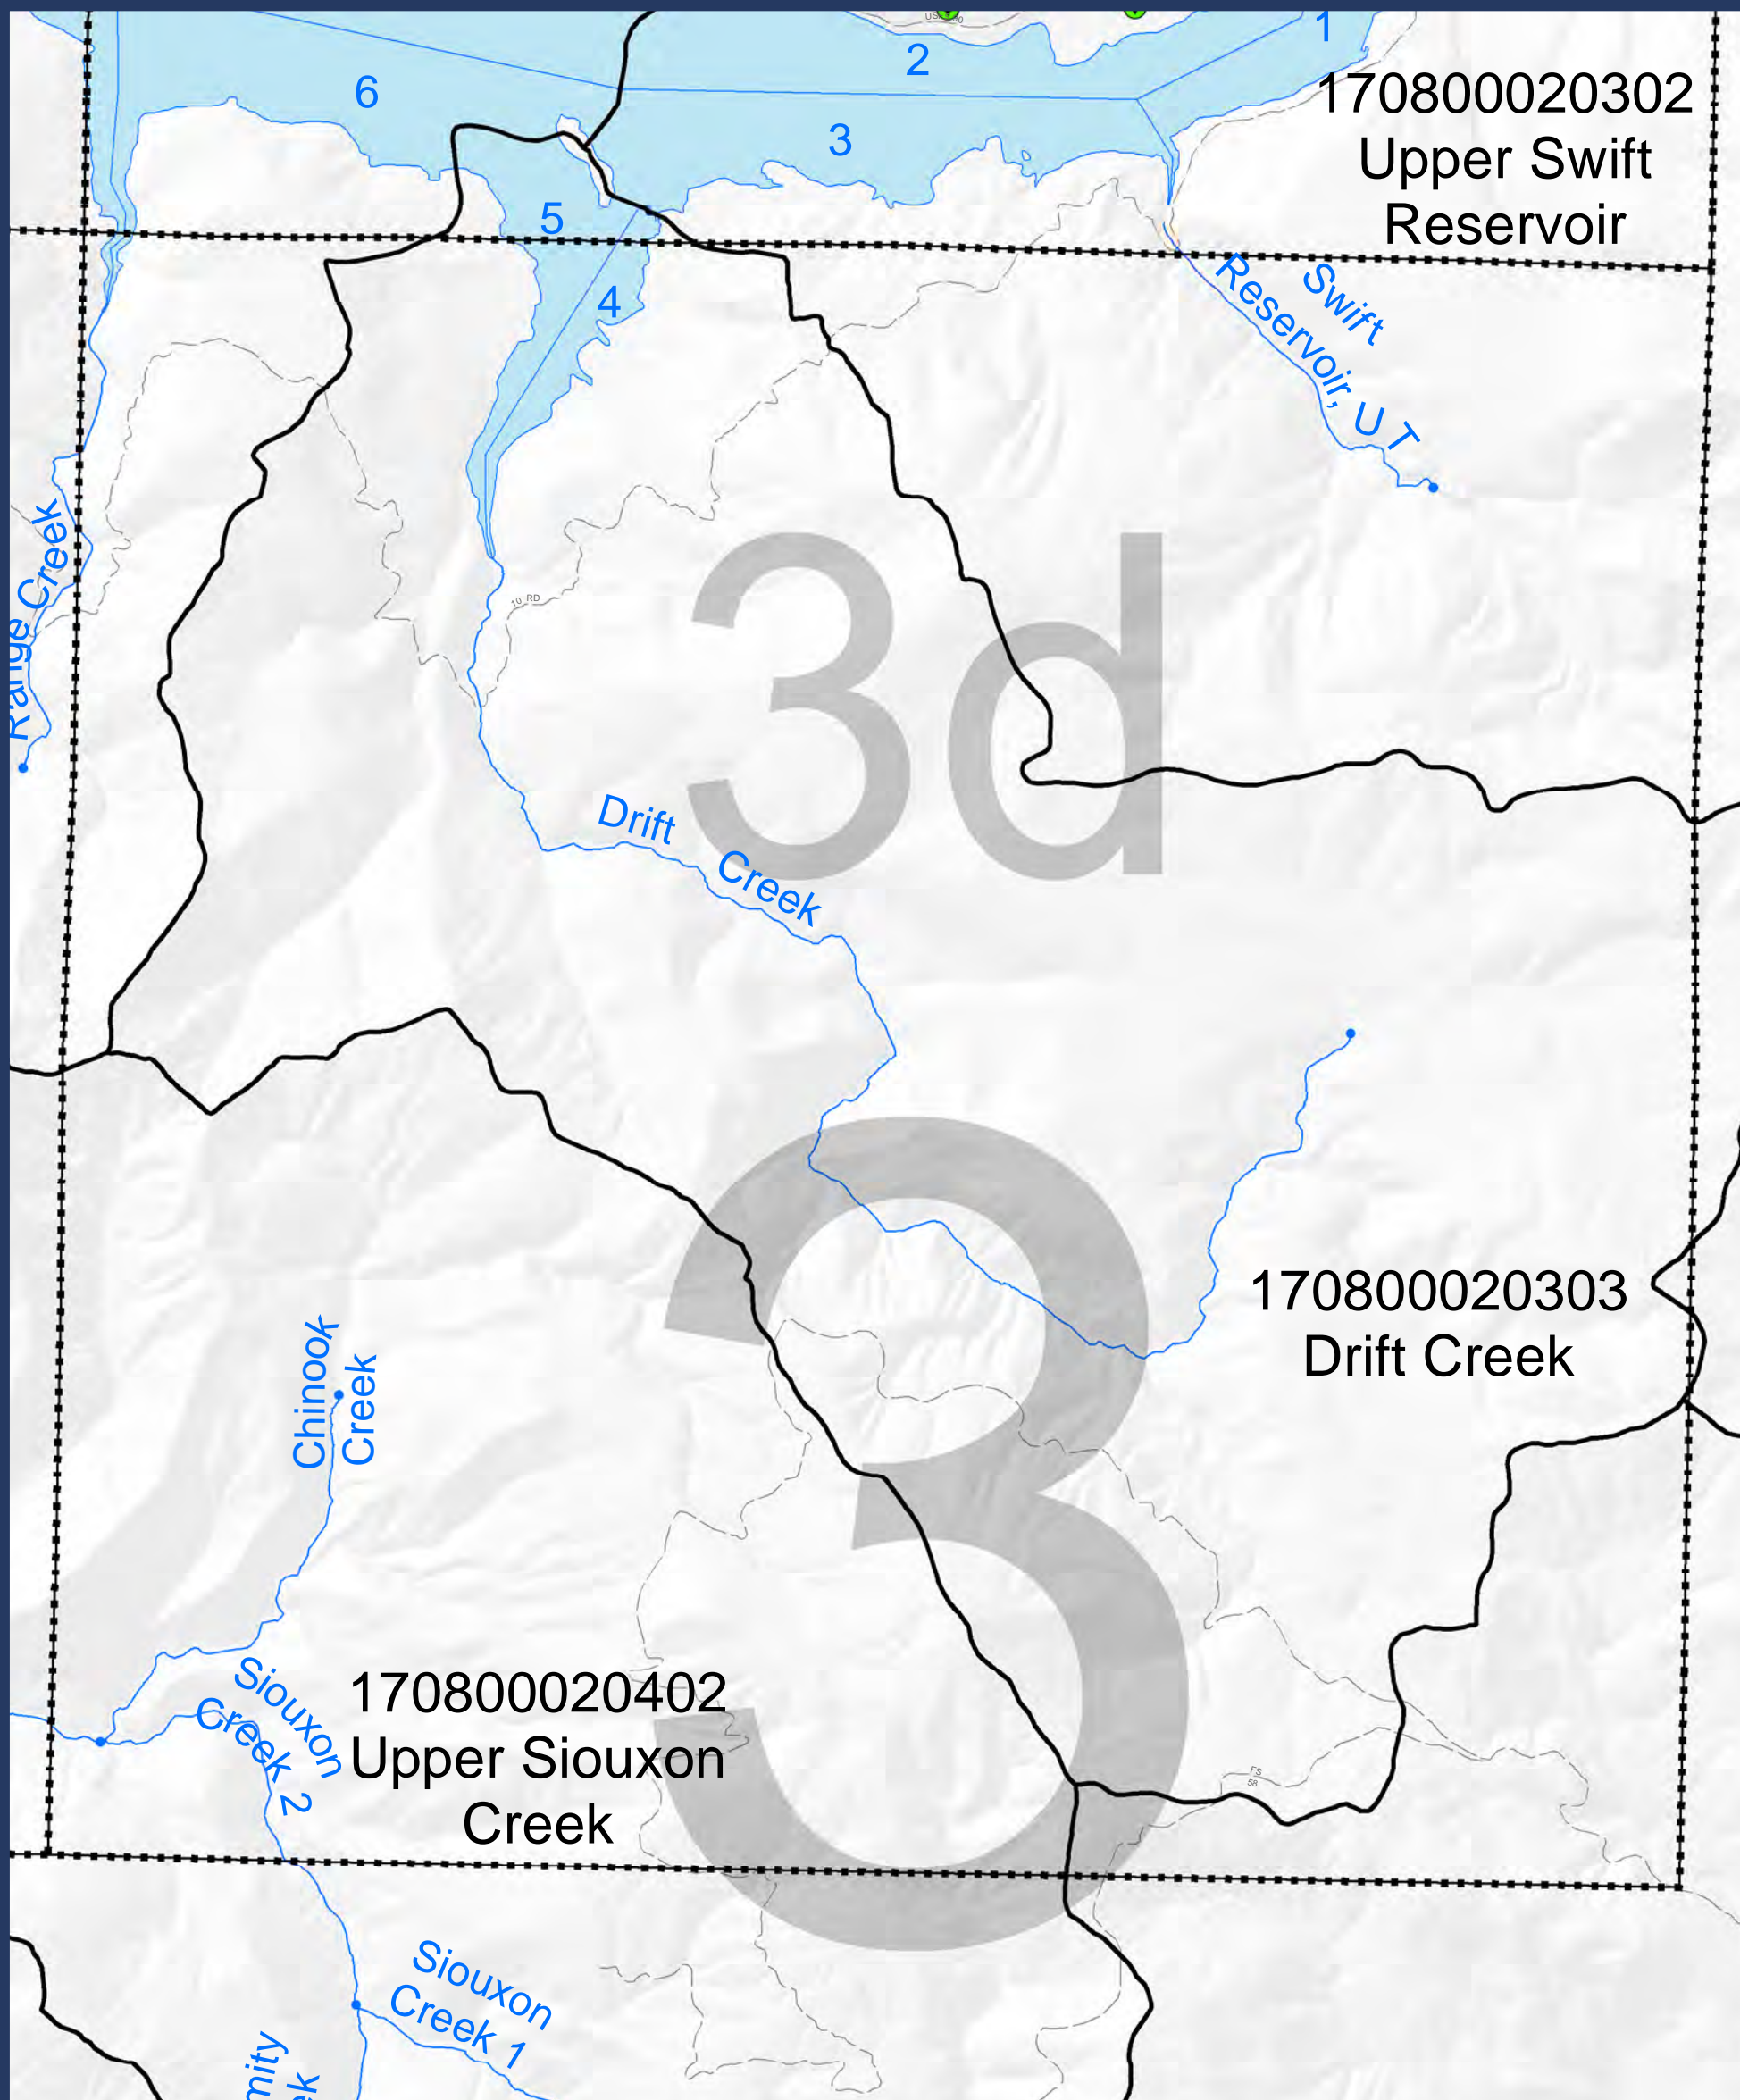 1
2
6
3
170800020302
Upper Swift
Reservoir
5
4
Swift
Reservoir, U T
Range Creek
10 RD
3d
Drift Creek
3
170800020303
Drift Creek
Chinook
Creek
Siouxon
Creek 2
170800020402
Upper Siouxon
Creek
FS
58
Siouxon
Creek 1